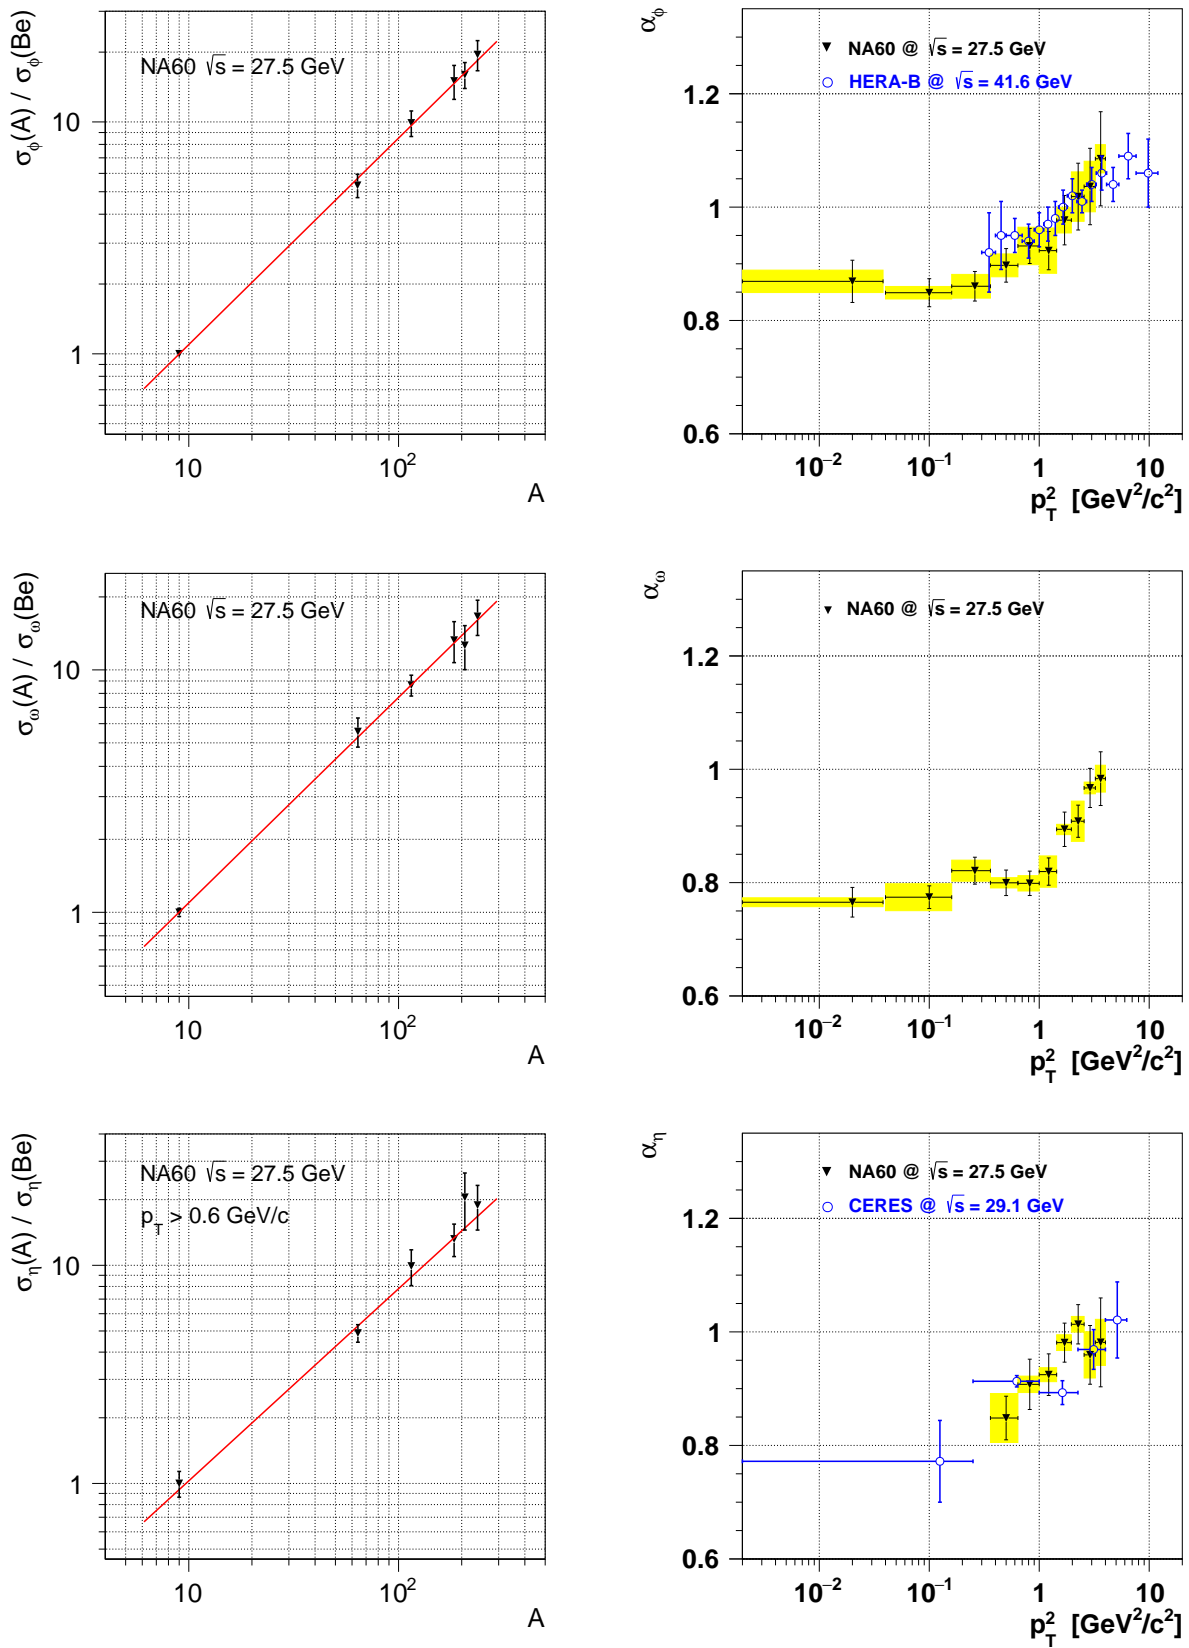 σϕ(A) / σϕ(Be)
NA60 √s = 27.5 GeV
10
1
10
10²
A
αϕ
NA60 @ √s = 27.5 GeV
HERA-B @ √s = 41.6 GeV
1.2
1
0.8
0.6
10⁻²
10⁻¹
1
10
p_T² [GeV²/c²]
σω(A) / σω(Be)
NA60 √s = 27.5 GeV
10
1
10
10²
A
αω
NA60 @ √s = 27.5 GeV
1.2
1
0.8
0.6
10⁻²
10⁻¹
1
10
p_T² [GeV²/c²]
ση(A) / ση(Be)
NA60 √s = 27.5 GeV
p_T > 0.6 GeV/c
10
1
10
10²
A
αη
NA60 @ √s = 27.5 GeV
CERES @ √s = 29.1 GeV
1.2
1
0.8
0.6
10⁻²
10⁻¹
1
10
p_T² [GeV²/c²]